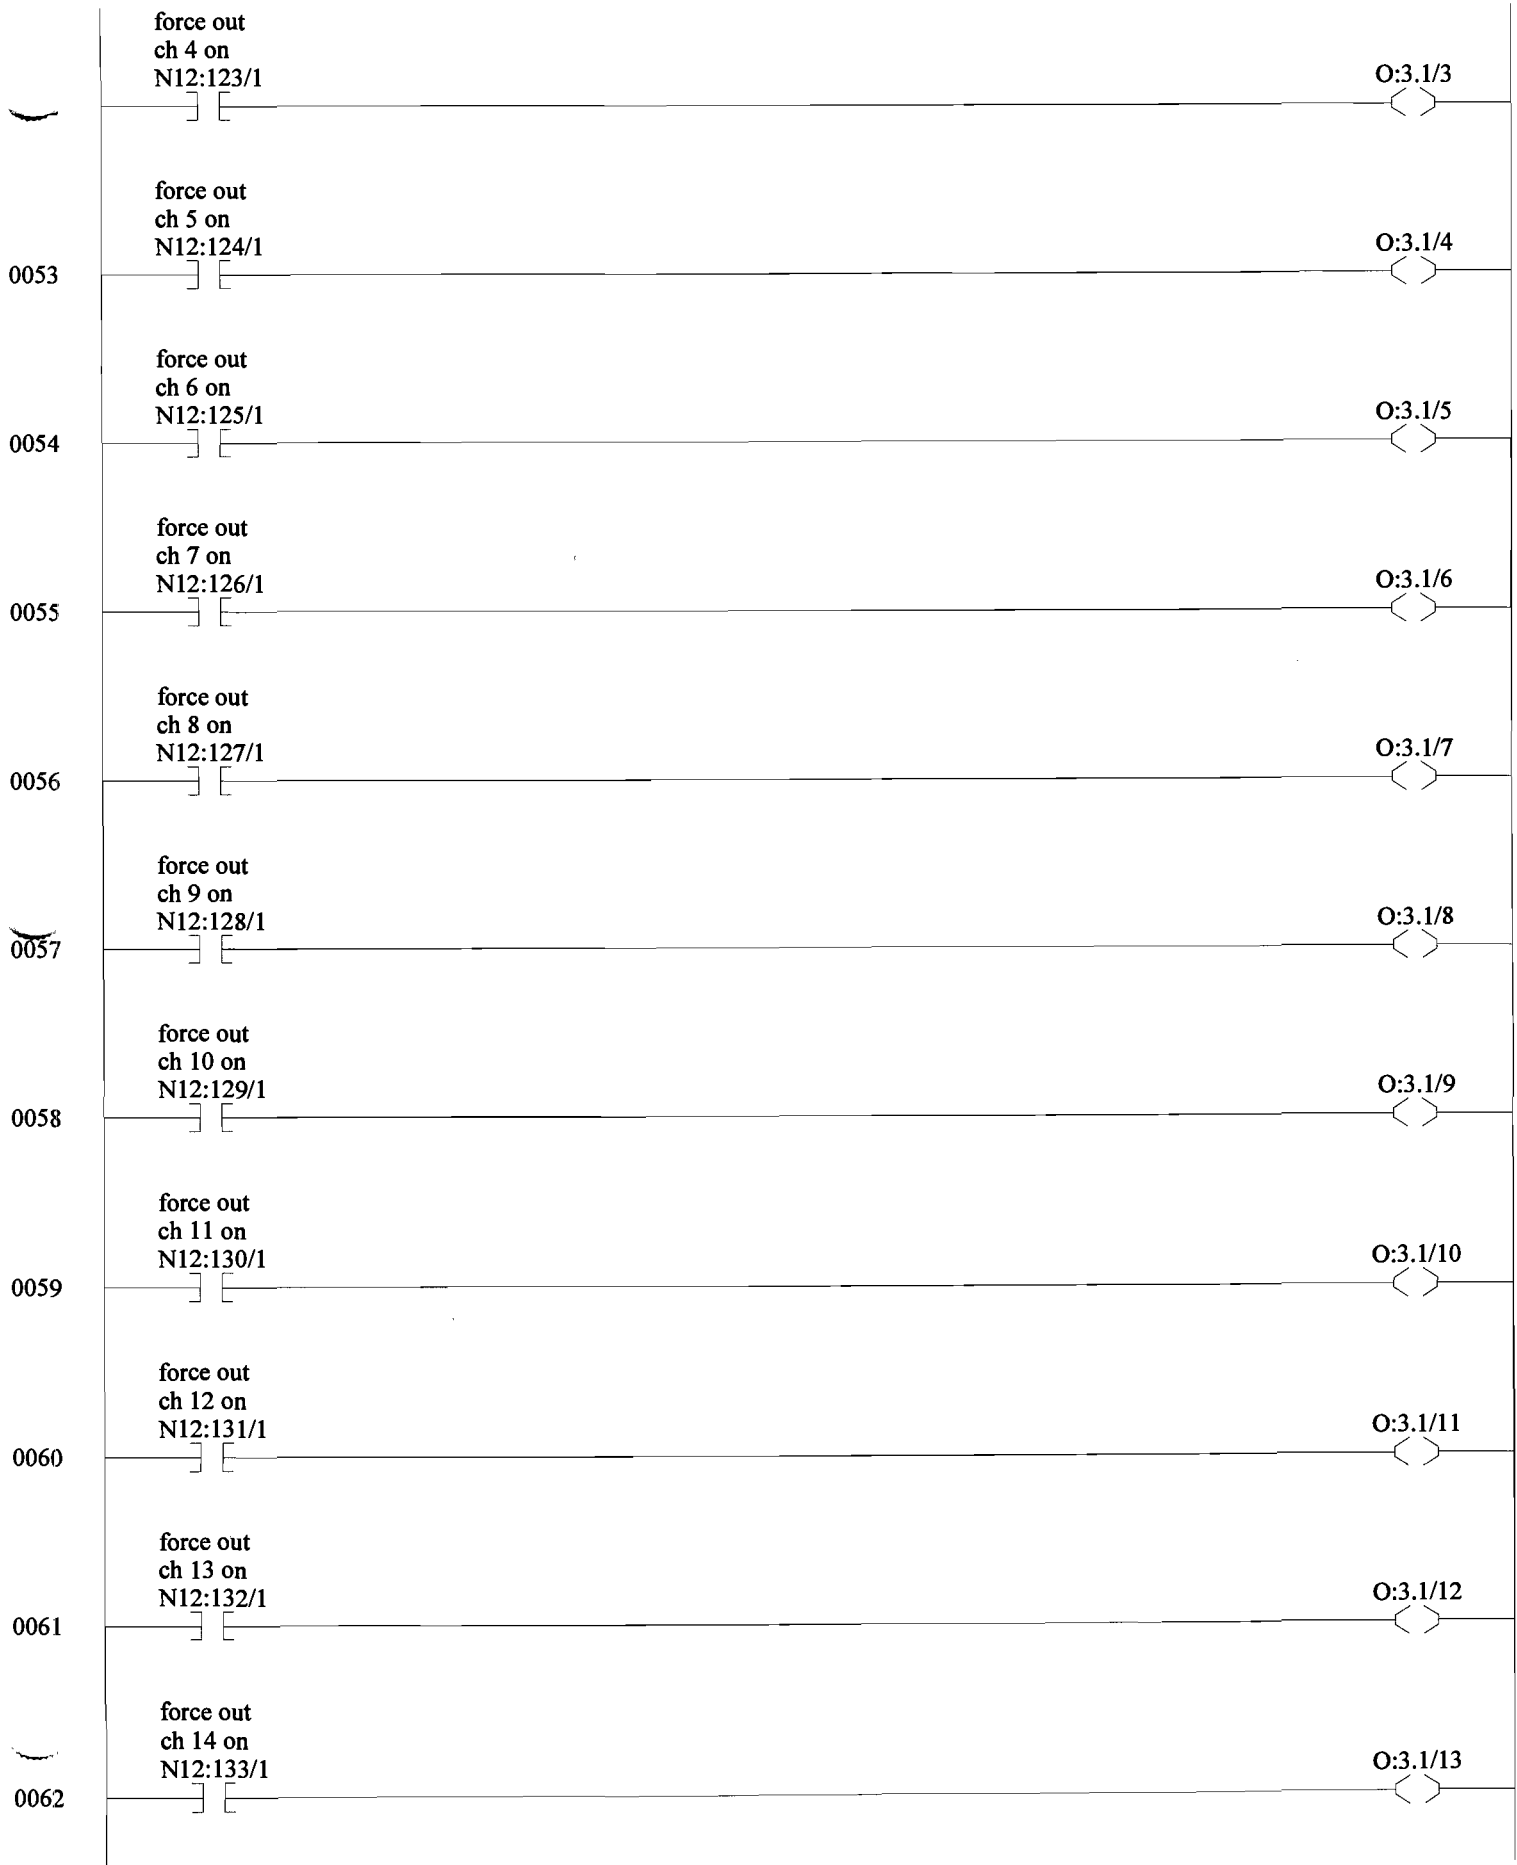 force out
ch 4 on
N12:123/1
O:3.1/3
force out
ch 5 on
N12:124/1
O:3.1/4
0053
force out
ch 6 on
N12:125/1
O:3.1/5
0054
force out
ch 7 on
N12:126/1
O:3.1/6
0055
force out
ch 8 on
N12:127/1
O:3.1/7
0056
force out
ch 9 on
N12:128/1
O:3.1/8
0057
force out
ch 10 on
N12:129/1
O:3.1/9
0058
force out
ch 11 on
N12:130/1
O:3.1/10
0059
force out
ch 12 on
N12:131/1
O:3.1/11
0060
force out
ch 13 on
N12:132/1
O:3.1/12
0061
force out
ch 14 on
N12:133/1
O:3.1/13
0062